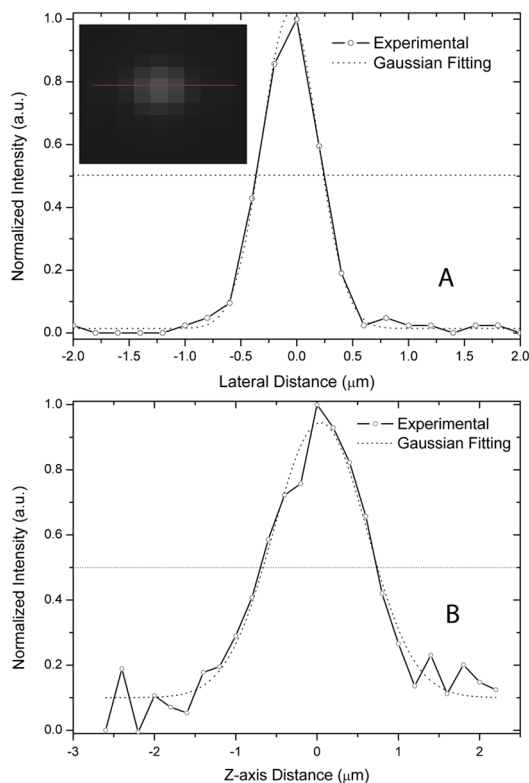 Normalized Intensity (a.u.)
1.0
0.8
0.6
0.4
0.2
0.0
Experimental
Gaussian Fitting
A
-2.0 -1.5 -1.0 -0.5 0.0 0.5 1.0 1.5 2.0
Lateral Distance (μm)
Normalized Intensity (a.u.)
1.0
0.8
0.6
0.4
0.2
0.0
Experimental
Gaussian Fitting
B
-3 -2 -1 0 1 2
Z-axis Distance (μm)